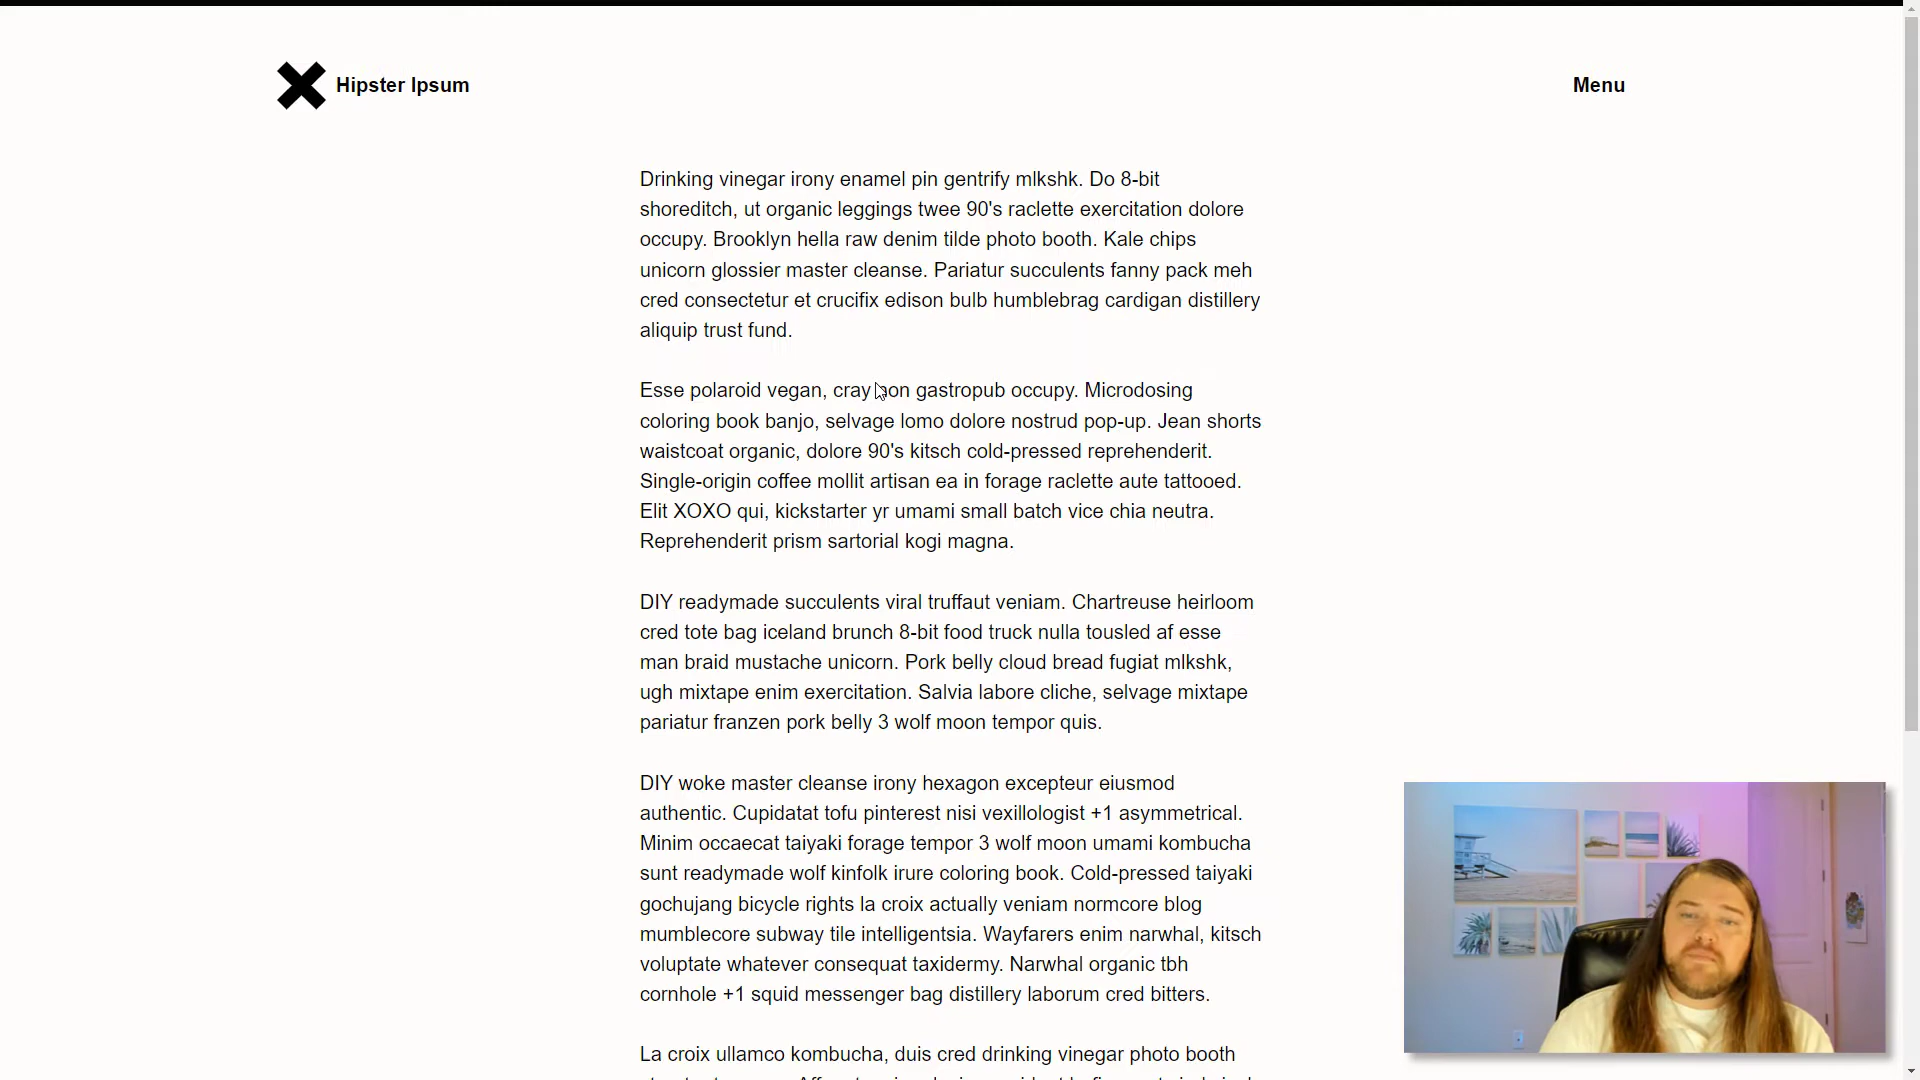 Hipster Ipsum
Menu
Drinking vinegar irony enamel pin gentrify mlkshk. Do 8-bit
shoreditch, ut organic leggings twee 90's raclette exercitation dolore
occupy. Brooklyn hella raw denim tilde photo booth. Kale chips
unicorn glossier master cleanse. Pariatur succulents fanny pack meh
cred consectetur et crucifix edison bulb humblebrag cardigan distillery
aliquip trust fund.
Esse polaroid vegan, cray non gastropub occupy. Microdosing
coloring book banjo, selvage lomo dolore nostrud pop-up. Jean shorts
waistcoat organic, dolore 90's kitsch cold-pressed reprehenderit.
Single-origin coffee mollit artisan ea in forage raclette aute tattooed.
Elit XOXO qui, kickstarter yr umami small batch vice chia neutra.
Reprehenderit prism sartorial kogi magna.
DIY readymade succulents viral truffaut veniam. Chartreuse heirloom
cred tote bag iceland brunch 8-bit food truck nulla tousled af esse
man braid mustache unicorn. Pork belly cloud bread fugiat mlkshk,
ugh mixtape enim exercitation. Salvia labore cliche, selvage mixtape
pariatur franzen pork belly 3 wolf moon tempor quis.
DIY woke master cleanse irony hexagon excepteur eiusmod
authentic. Cupidatat tofu pinterest nisi vexillologist +1 asymmetrical.
Minim occaecat taiyaki forage tempor 3 wolf moon umami kombucha
sunt readymade wolf kinfolk irure coloring book. Cold-pressed taiyaki
gochujang bicycle rights la croix actually veniam normcore blog
mumblecore subway tile intelligentsia. Wayfarers enim narwhal, kitsch
voluptate whatever consequat taxidermy. Narwhal organic tbh
cornhole +1 squid messenger bag distillery laborum cred bitters.
La croix ullamco kombucha, duis cred drinking vinegar photo booth